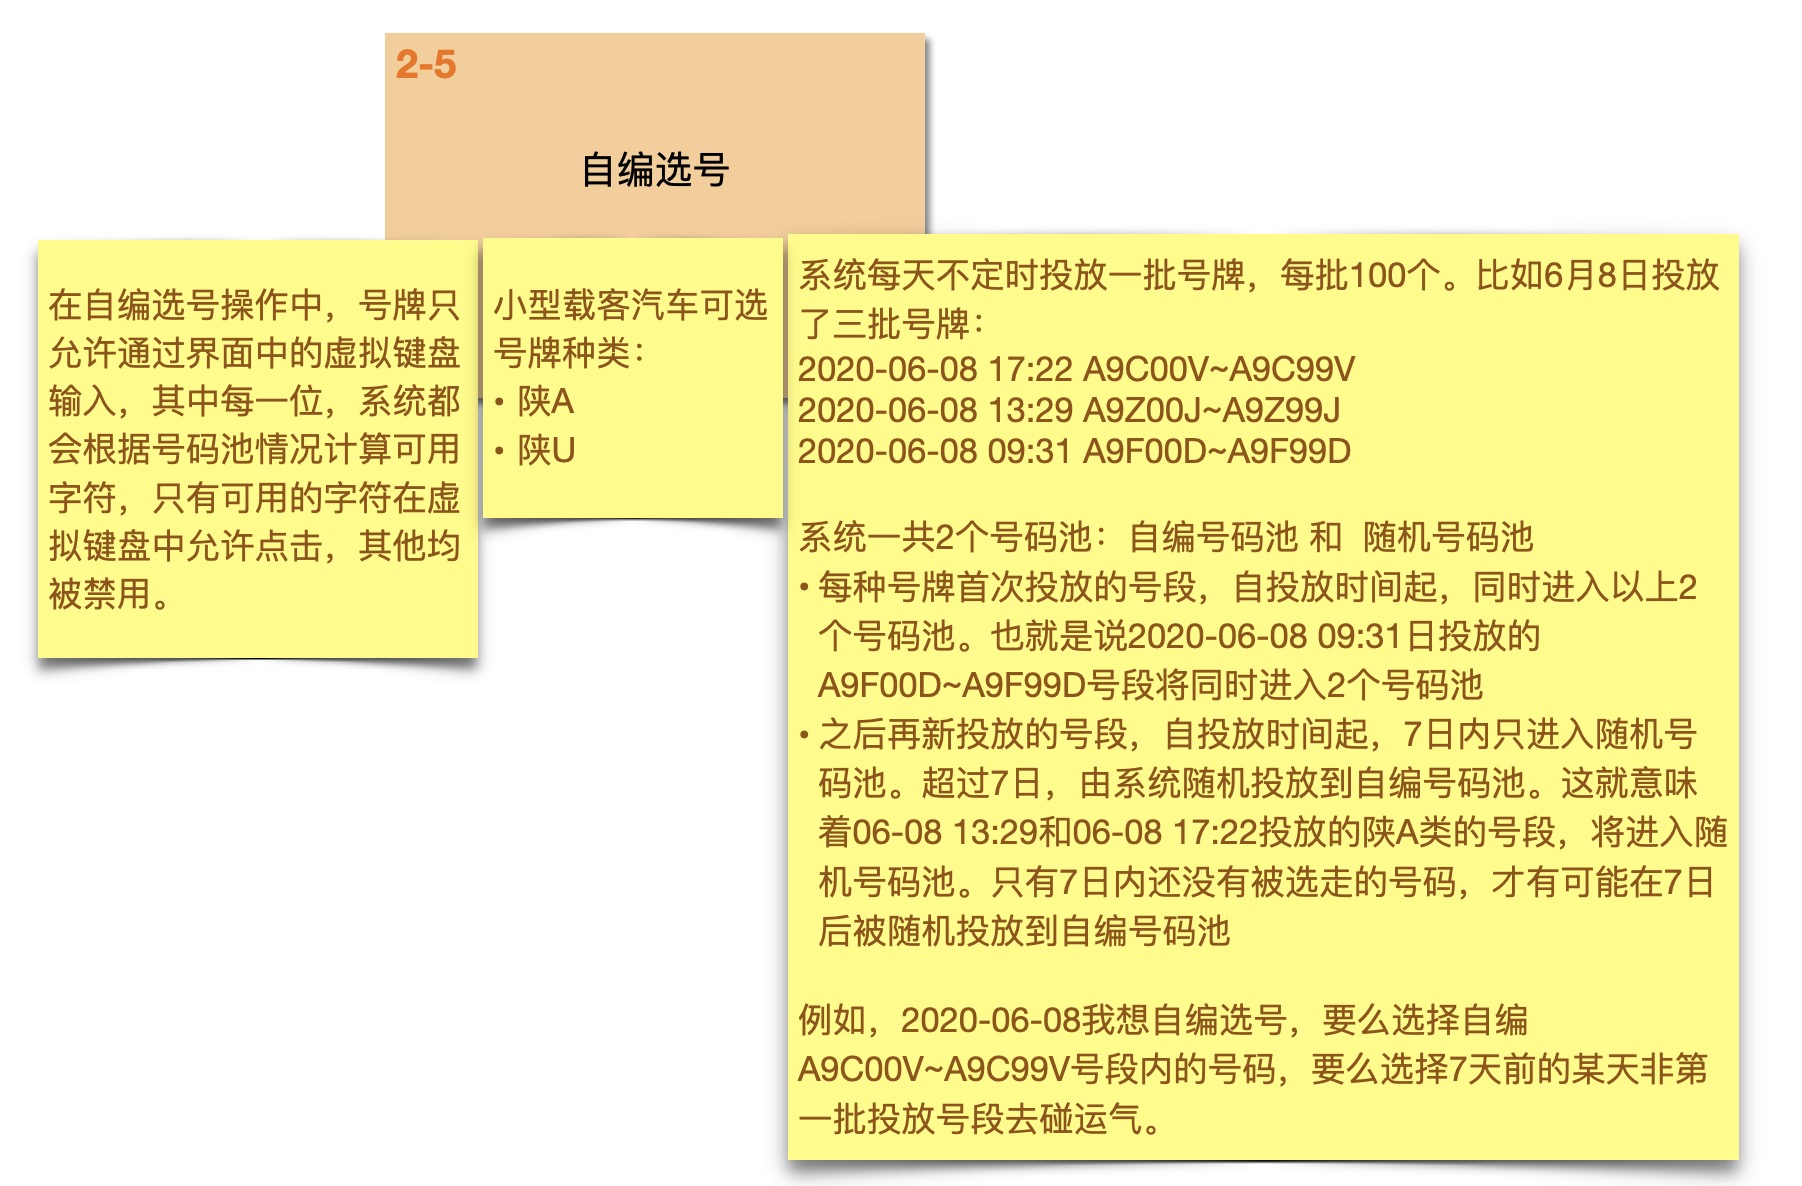 2-5
自编选号
在自编选号操作中，号牌只
允许通过界面中的虚拟键盘
输入，其中每一位，系统都
会根据号码池情况计算可用
字符，只有可用的字符在虚
拟键盘中允许点击，其他均
被禁用。
小型载客汽车可选
号牌种类：
• 陕A
• 陕U
系统每天不定时投放一批号牌，每批100个。比如6月8日投放
了三批号牌：
2020-06-08 17:22 A9C00V~A9C99V
2020-06-08 13:29 A9Z00J~A9Z99J
2020-06-08 09:31 A9F00D~A9F99D
系统一共2个号码池：自编号码池 和 随机号码池
• 每种号牌首次投放的号段，自投放时间起，同时进入以上2
个号码池。也就是说2020-06-08 09:31日投放的
A9F00D~A9F99D号段将同时进入2个号码池
• 之后再新投放的号段，自投放时间起，7日内只进入随机号
码池。超过7日，由系统随机投放到自编号码池。这就意味
着06-08 13:29和06-08 17:22投放的陕A类的号段，将进入随
机号码池。只有7日内还没有被选走的号码，才有可能在7日
后被随机投放到自编号码池
例如，2020-06-08我想自编选号，要么选择自编
A9C00V~A9C99V号段内的号码，要么选择7天前的某天非第
一批投放号段去碰运气。